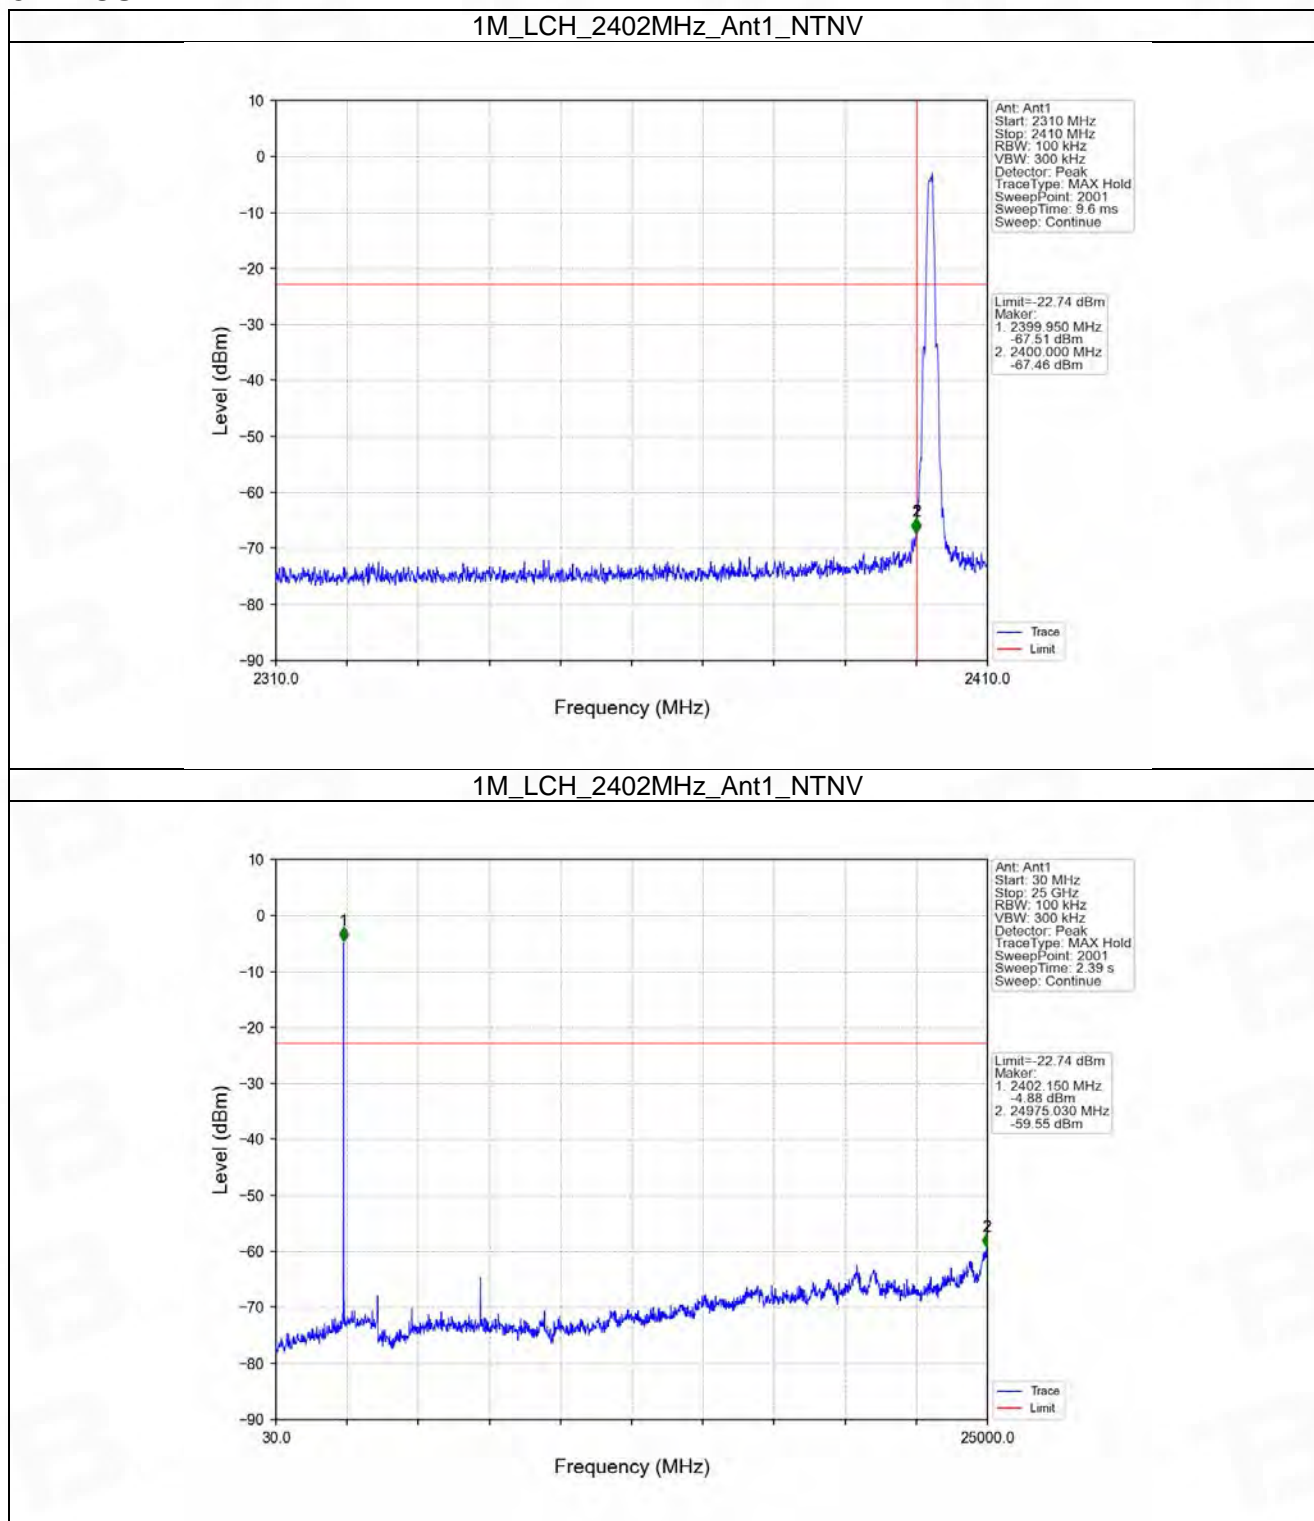 1M_LCH_2402MHz_Ant1_NTNV
10
0
−10
−20
−30
−40
−50
−60
−70
−80
−90
Level (dBm)
2310.0
2410.0
Frequency (MHz)
2
Ant: Ant1
Start: 2310 MHz
Stop: 2410 MHz
RBW: 100 kHz
VBW: 300 kHz
Detector: Peak
TraceType: MAX Hold
SweepPoint: 2001
SweepTime: 9.6 ms
Sweep: Continue
Limit=-22.74 dBm
Maker:
1. 2399.950 MHz
-67.51 dBm
2. 2400.000 MHz
-67.46 dBm
Trace
Limit
1M_LCH_2402MHz_Ant1_NTNV
10
0
−10
−20
−30
−40
−50
−60
−70
−80
−90
Level (dBm)
30.0
25000.0
Frequency (MHz)
1
2
Ant: Ant1
Start: 30 MHz
Stop: 25 GHz
RBW: 100 kHz
VBW: 300 kHz
Detector: Peak
TraceType: MAX Hold
SweepPoint: 2001
SweepTime: 2.39 s
Sweep: Continue
Limit=-22.74 dBm
Maker:
1. 2402.150 MHz
-4.88 dBm
2. 24975.030 MHz
-59.55 dBm
Trace
Limit